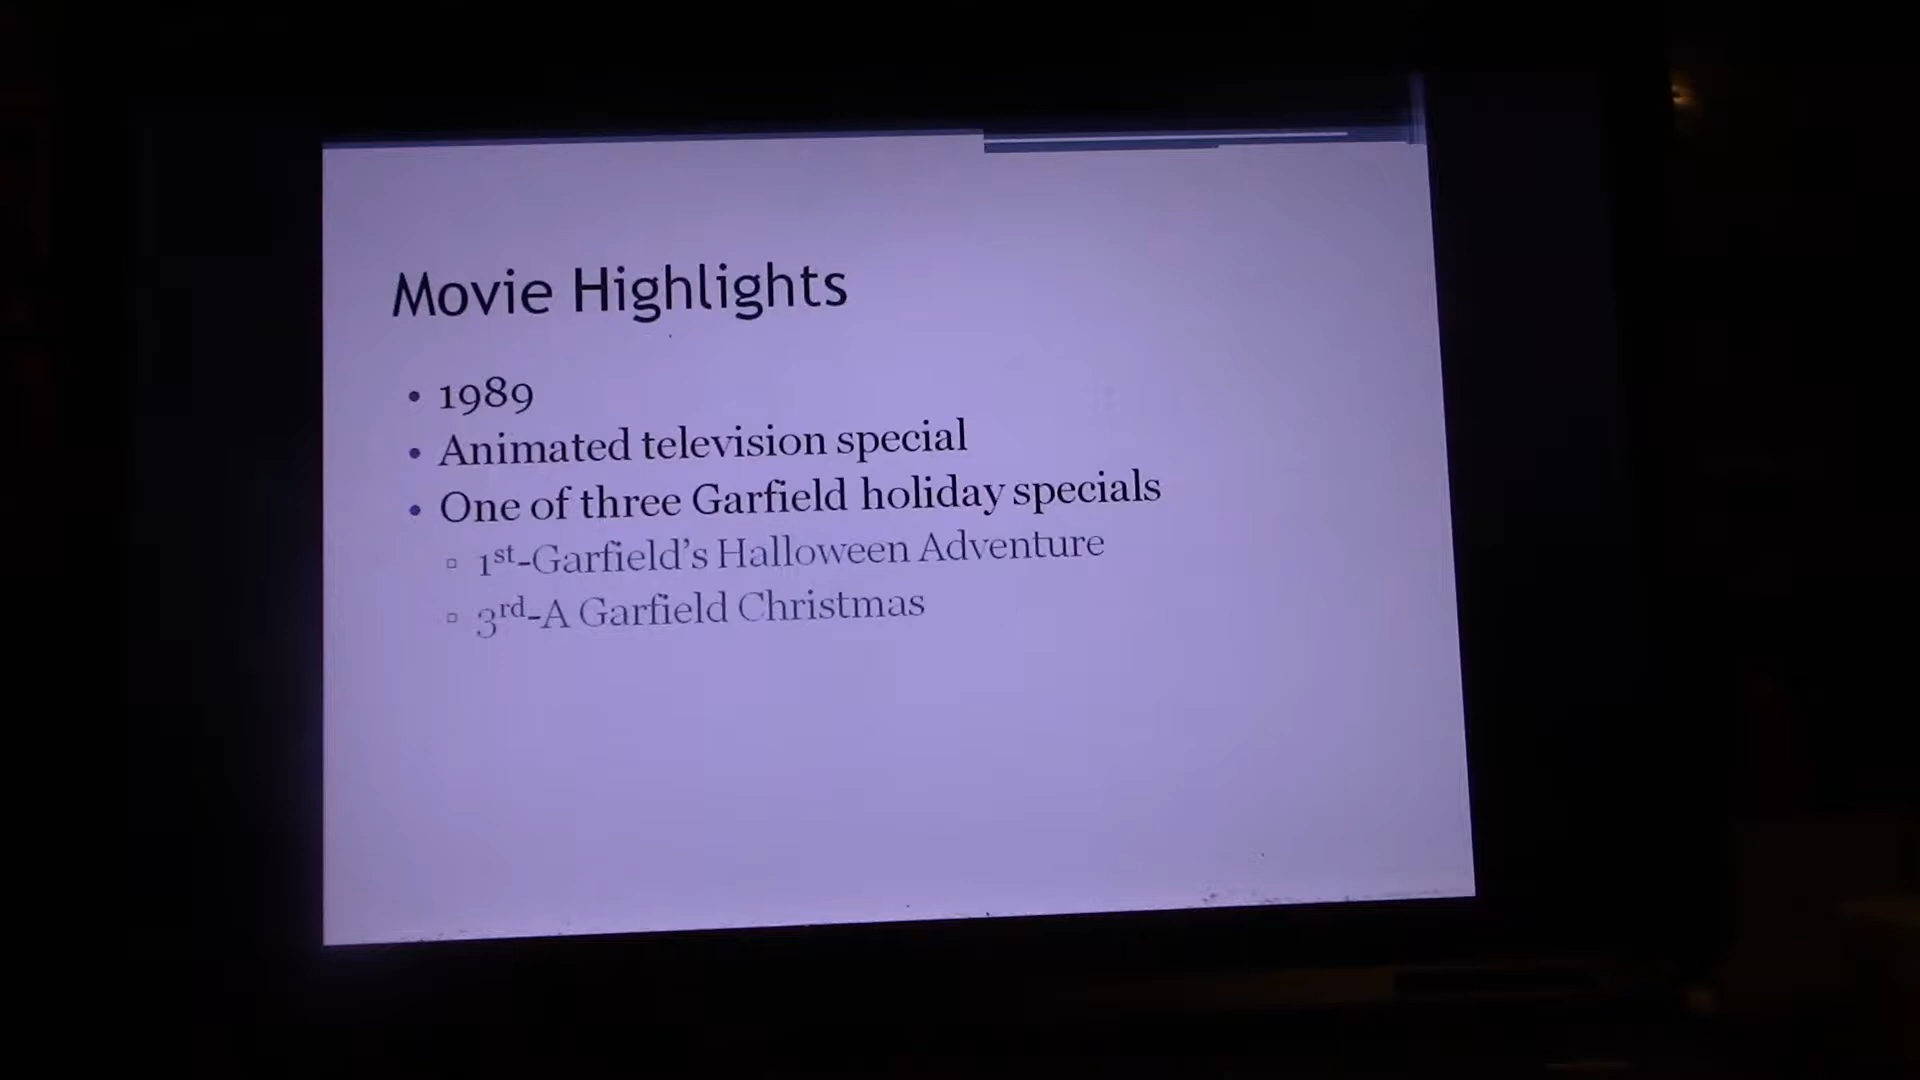 Movie Highlights
• 1989
• Animated television special
• One of three Garfield holiday specials
▫ 1st-Garfield’s Halloween Adventure
▫ 3rd-A Garfield Christmas